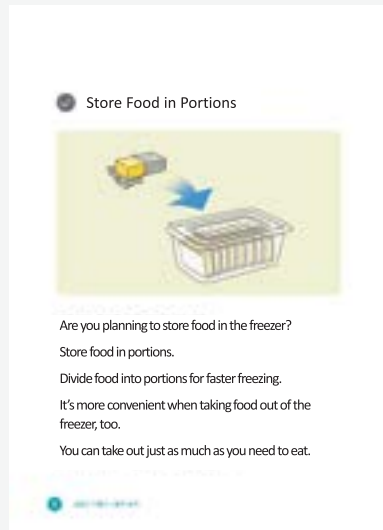 Store Food in Portions
Are you planning to store food in the freezer?
Store food in portions.
Divide food into portions for faster freezing.
It's more convenient when taking food out of the
freezer, too.
You can take out just as much as you need to eat.